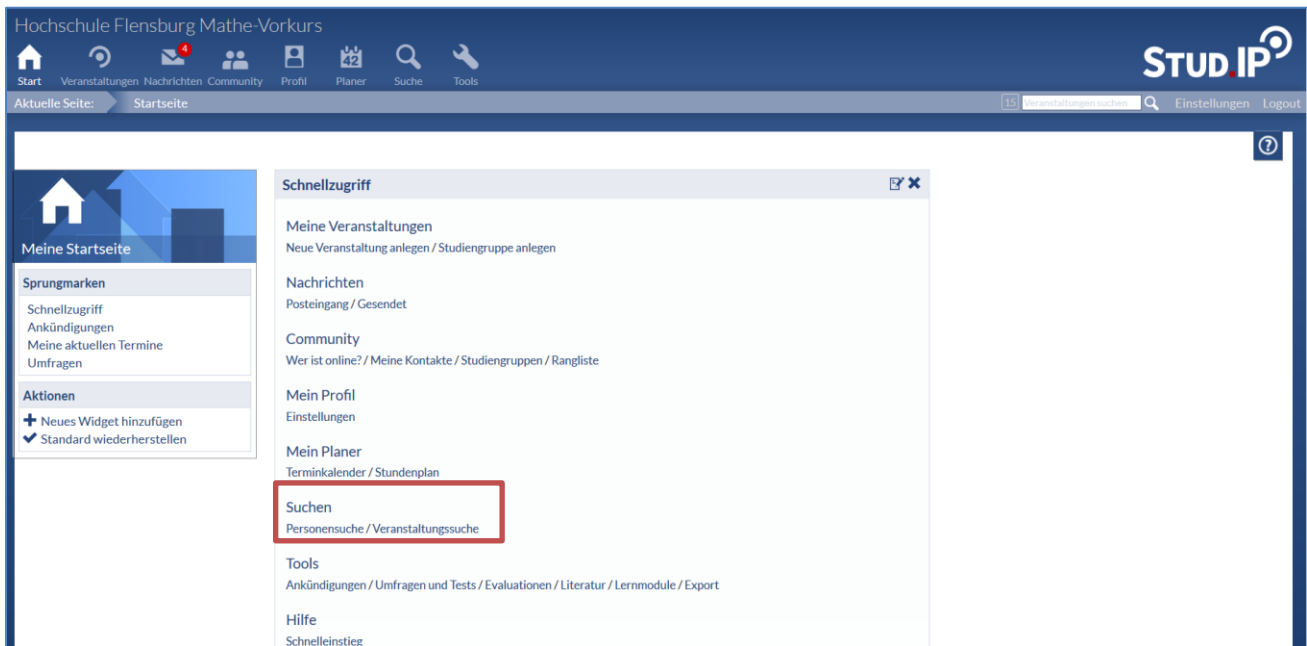 Hochschule Flensburg Mathe-Vorkurs
4
42
Start Veranstaltungen Nachrichten Community Profil Planer Suche Tools
STUD.IP
Aktuelle Seite: Startseite
15 Veranstaltungen suchen Einstellungen Logout
?
Meine Startseite
Sprungmarken
Schnellzugriff
Ankündigungen
Meine aktuellen Termine
Umfragen
Aktionen
Neues Widget hinzufügen
Standard wiederherstellen
Schnellzugriff
Meine Veranstaltungen
Neue Veranstaltung anlegen / Studiengruppe anlegen
Nachrichten
Posteingang / Gesendet
Community
Wer ist online? / Meine Kontakte / Studiengruppen / Rangliste
Mein Profil
Einstellungen
Mein Planer
Terminkalender / Stundenplan
Suchen
Personensuche / Veranstaltungssuche
Tools
Ankündigungen / Umfragen und Tests / Evaluationen / Literatur / Lernmodule / Export
Hilfe
Schnelleinstieg